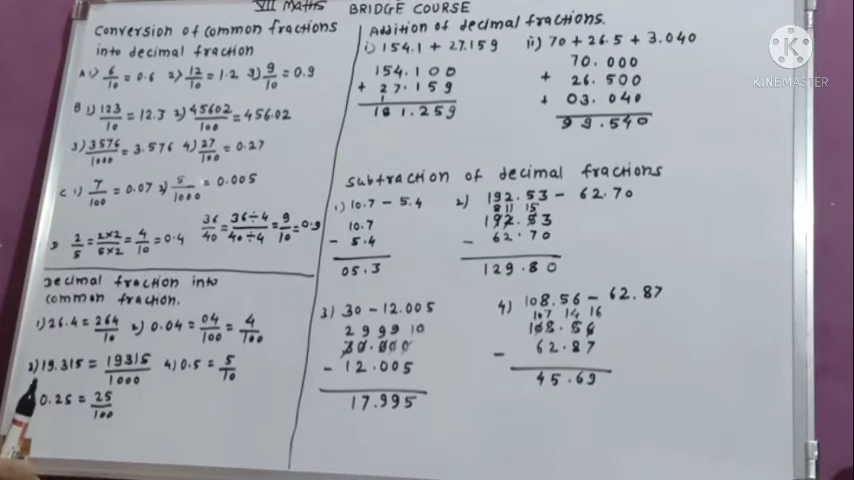 VII Maths BRIDGE COURSE
Conversion of common fractions
into decimal fraction
A 1) 6/10 = 0.6 2) 12/10 = 1.2 3) 9/10 = 0.9
B 1) 123/10 = 12.3 2) 45602/100 = 456.02
3) 3576/1000 = 3.576 4) 27/100 = 0.27
C 1) 7/100 = 0.07 2) 5/1000 = 0.005
D 2/5 = 2×2/5×2 = 4/10 = 0.4 36/40 = 36÷4/40÷4 = 9/10 = 0.9
Decimal fraction into
common fraction.
1) 26.4 = 264/10 2) 0.04 = 04/100 = 4/100
3) 19.315 = 19315/1000 4) 0.5 = 5/10
0.25 = 25/100
Addition of decimal fractions.
i) 154.1 + 27.159
154.100
+ 27.159
1
181.259
ii) 70 + 26.5 + 3.040
70.000
+ 26.500
+ 03.040
99.540
Subtraction of decimal fractions
1) 10.7 - 5.4
10.7
- 5.4
05.3
2) 192.53 - 62.70
8 11 15
192.53
- 62.70
129.80
3) 30 - 12.005
2 9 9 9 10
30.000
- 12.005
17.995
4) 108.56 - 62.87
107 14 16
108.56
- 62.87
45.69
K
KINEMASTER